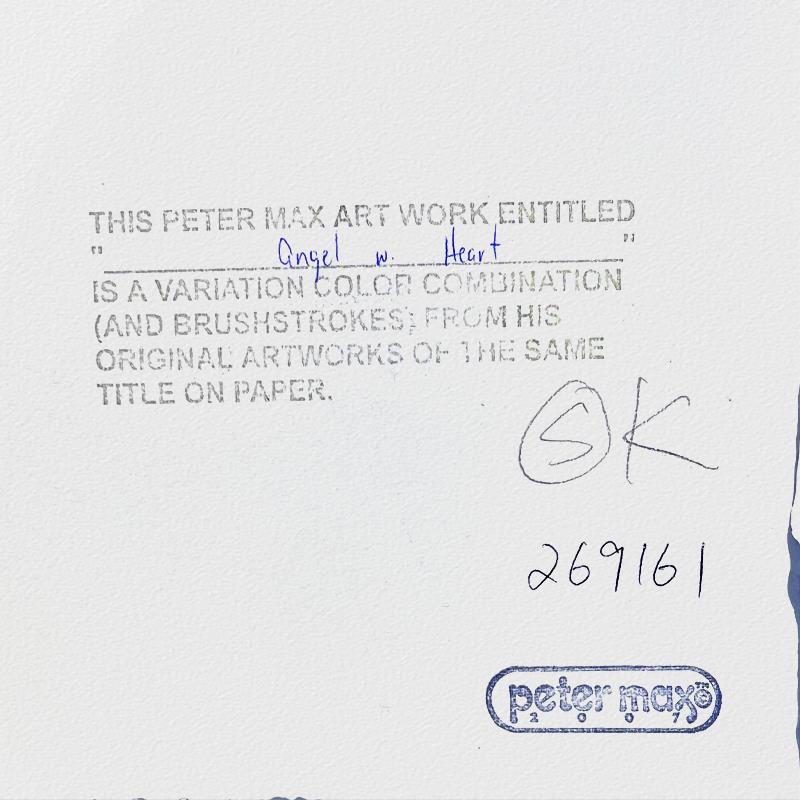 THIS PETER MAX ART WORK ENTITLED
" Angel w. Heart "
IS A VARIATION COLOR COMBINATION
(AND BRUSHSTROKES) FROM HIS
ORIGINAL ARTWORKS OF THE SAME
TITLE ON PAPER.
SK
269161
peter max ©
2007